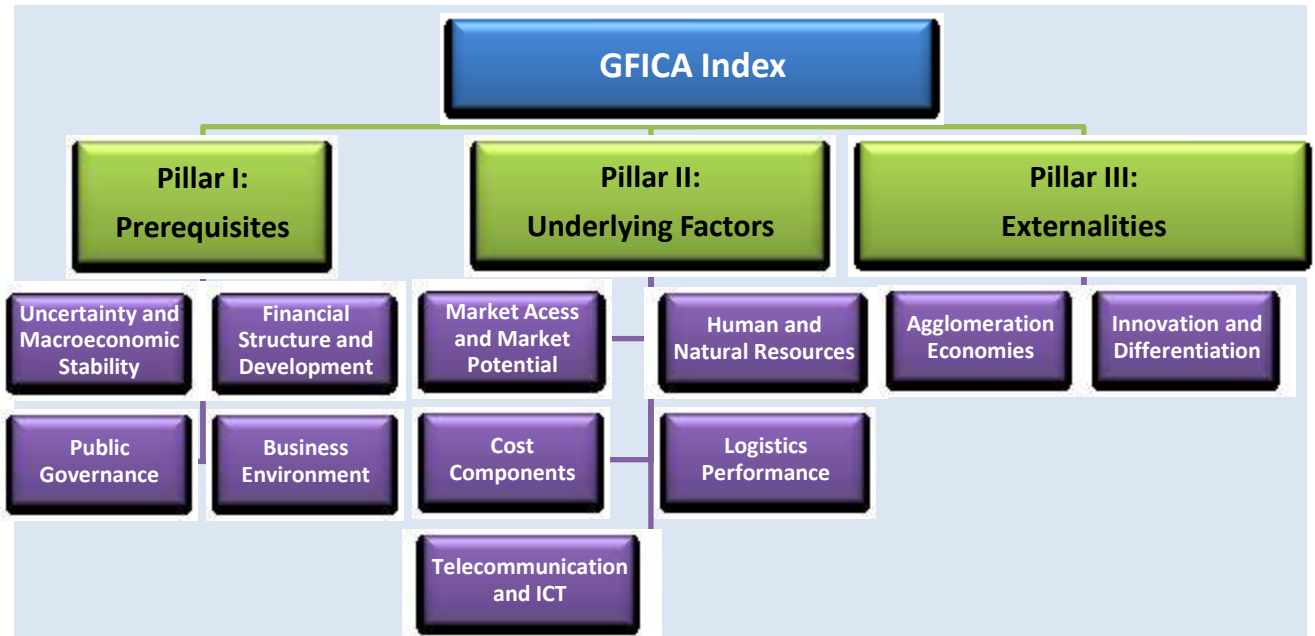 GFICA Index
Pillar I:
Prerequisites
Pillar II:
Underlying Factors
Pillar III:
Externalities
Uncertainty and
Macroeconomic
Stability
Financial
Structure and
Development
Market Acess
and Market
Potential
Human and
Natural Resources
Agglomeration
Economies
Innovation and
Differentiation
Public
Governance
Business
Environment
Cost
Components
Logistics
Performance
Telecommunication
and ICT